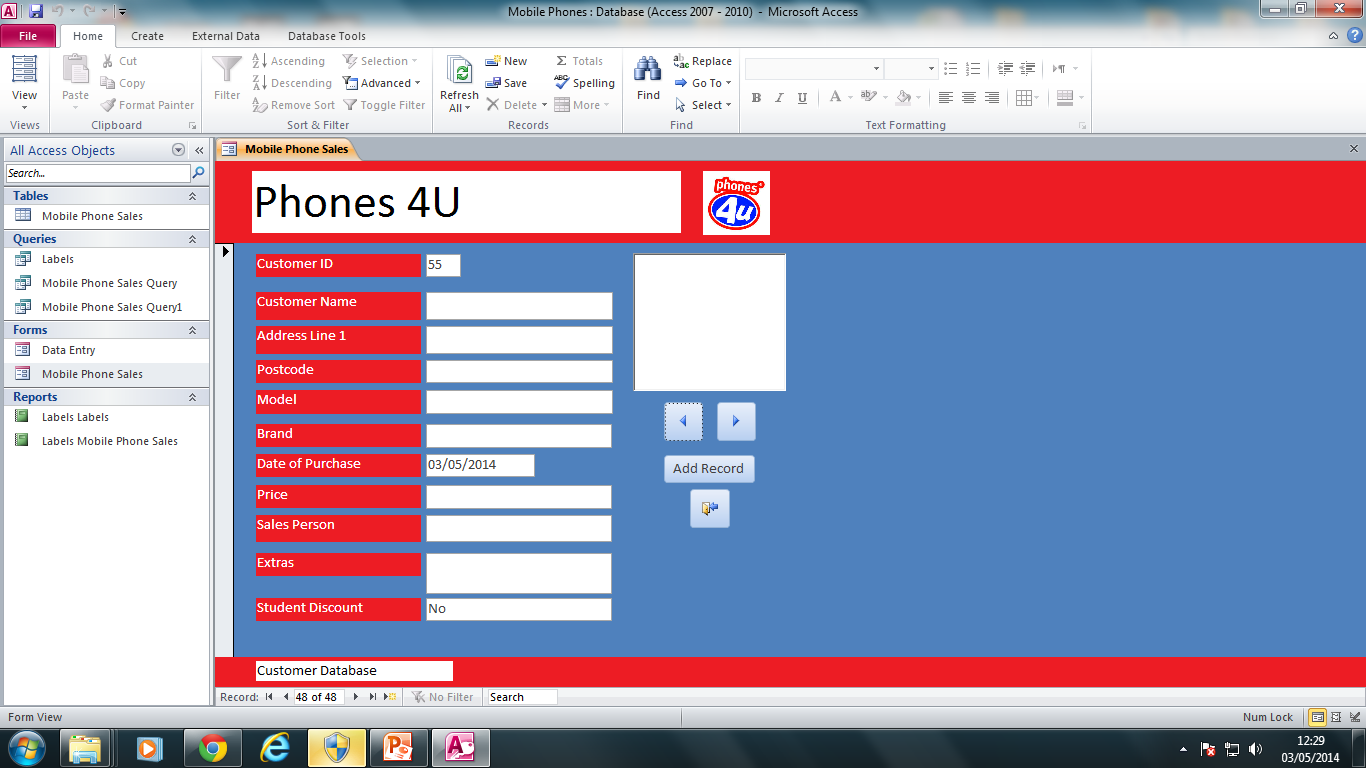 Mobile Phones : Database (Access 2007 - 2010) - Microsoft Access
File Home Create External Data Database Tools
View
Views
Paste
Cut
Copy
Format Painter
Clipboard
Filter
Ascending
Descending
Remove Sort
Selection
Advanced
Toggle Filter
Sort & Filter
Refresh
All
New
Save
Delete
Totals
Spelling
More
Records
Find
Replace
Go To
Select
Find
B I U
A
Text Formatting
All Access Objects
Search...
Tables
Mobile Phone Sales
Queries
Labels
Mobile Phone Sales Query
Mobile Phone Sales Query1
Forms
Data Entry
Mobile Phone Sales
Reports
Labels Labels
Labels Mobile Phone Sales
Mobile Phone Sales
Phones 4U
phones
4u
Customer ID 55
Customer Name
Address Line 1
Postcode
Model
Brand
Date of Purchase 03/05/2014
Price
Sales Person
Extras
Student Discount No
Add Record
Customer Database
Record: 48 of 48 No Filter Search
Form View Num Lock
12:29
03/05/2014